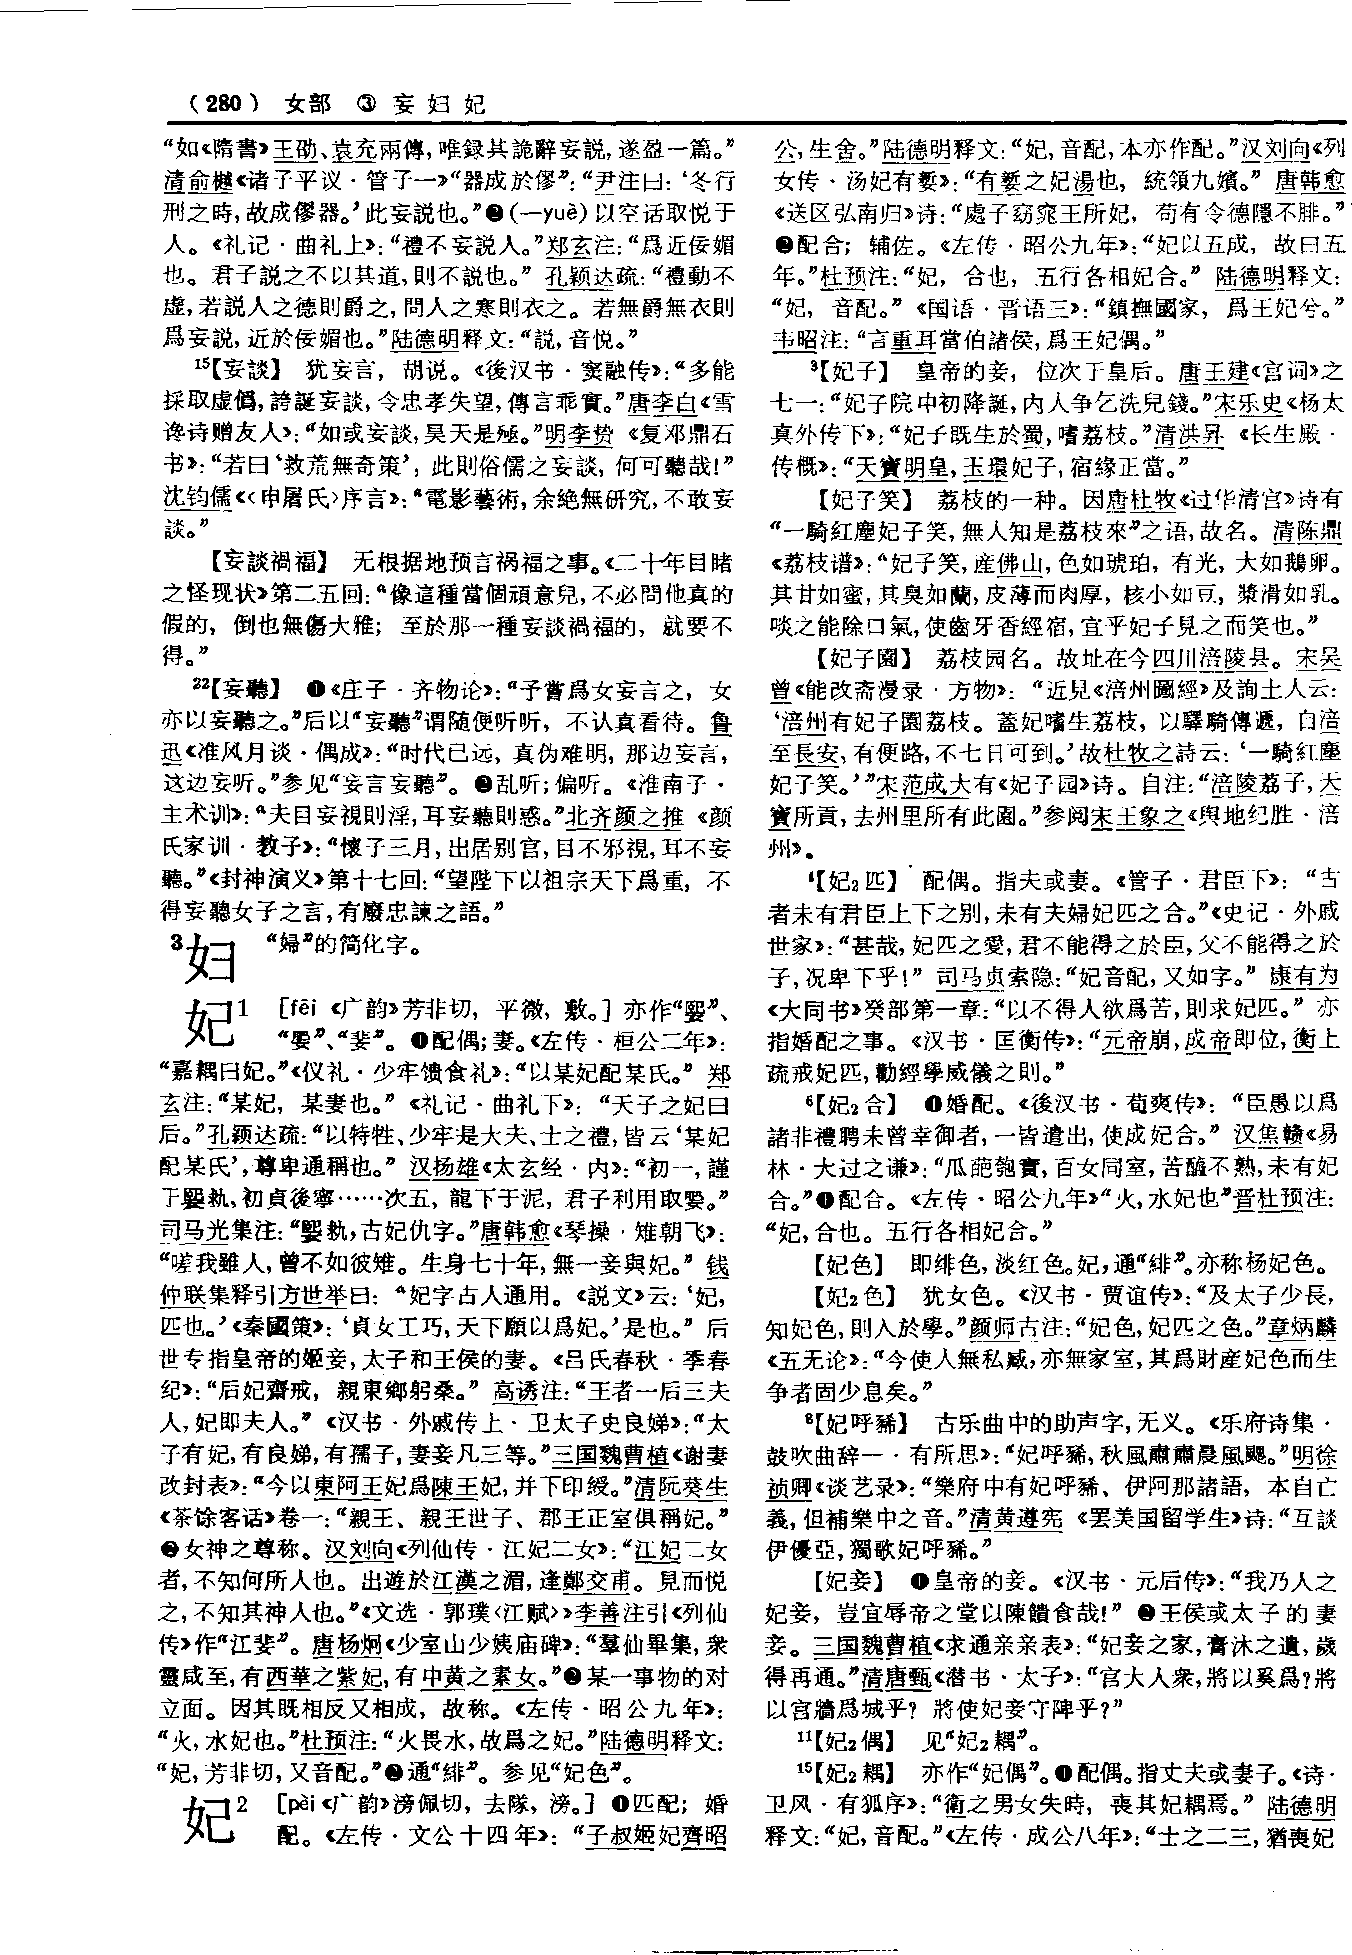 （280） 女部 ③ 妄 妇 妃
“如《隋書》王劭、袁充兩傳，唯録其詭辭妄説，遂盈一篇。”
清俞樾《诸子平议·管子一》“器成於僇”：“尹注曰：‘冬行
刑之時，故成僇器。’此妄説也。”❷（—yuè）以空话取悦于
人。《礼记·曲礼上》：“禮不妄説人。”郑玄注：“爲近佞媚
也。君子説之不以其道，則不説也。” 孔颖达疏：“禮動不
虚，若説人之德則爵之，問人之寒則衣之。若無爵無衣則
爲妄説，近於佞媚也。”陆德明释文：“説，音悦。”
15【妄談】 犹妄言，胡说。《後汉书·窦融传》：“多能
採取虚僞，誇誕妄談，令忠孝失望，傳言乖實。”唐李白《雪
谗诗赠友人》：“如或妄談，昊天是殛。”明李贽《复邓鼎石
书》：“若曰‘救荒無奇策’；此則俗儒之妄談，何可聽哉！”
沈钧儒《〈申屠氏〉序言》：“電影藝術，余絶無研究，不敢妄
談。”
【妄談禍福】 无根据地预言祸福之事。《二十年目睹
之怪现状》第二五回：“像這種當個頑意兒，不必問他真的
假的，倒也無傷大雅；至於那一種妄談禍福的，就要不
得。”
22【妄聽】 ❶《庄子·齐物论》：“予嘗爲女妄言之，女
亦以妄聽之。”后以“妄聽”谓随便听听，不认真看待。鲁
迅《准风月谈·偶成》：“时代已远，真伪难明，那边妄言，
这边妄听。”参见“妄言妄聽”。❷乱听；偏听。《淮南子·
主术训》：“夫目妄視則淫，耳妄聽則惑。”北齐颜之推《颜
氏家训·教子》：“懷子三月，出居别宫，目不邪視，耳不妄
聽。”《封神演义》第十七回：“望陛下以祖宗天下爲重，不
得妄聽女子之言，有廢忠諫之語。”
3妇 “婦”的简化字。
妃1 ［fēi 《广韵》芳非切，平微，敷。］亦作“媐”、
“㛂”、“婓”。❶配偶；妻。《左传·桓公二年》：
“嘉耦曰妃。”《仪礼·少牢馈食礼》：“以某妃配某氏。” 郑
玄注：“某妃，某妻也。” 《礼记·曲礼下》：“天子之妃曰
后。”孔颖达疏：“以特牲、少牢是大夫、士之禮，皆云‘某妃
配某氏’，尊卑通稱也。” 汉扬雄《太玄经·内》：“初一，謹
于㛂執，初貞後寧……次五，龍下于泥，君子利用取㛂。”
司马光集注：“㛂執，古妃仇字。”唐韩愈《琴操·雉朝飞》：
“嗟我雖人，曾不如彼雉。生身七十年，無一妾與妃。” 钱
仲联集释引方世举曰：“妃字古人通用。《説文》云：‘妃，
匹也。’《秦國策》：‘貞女工巧，天下願以爲妃。’是也。” 后
世专指皇帝的姬妾，太子和王侯的妻。《吕氏春秋·季春
纪》：“后妃齋戒，親東鄉躬桑。” 高诱注：“王者一后三夫
人，妃即夫人。” 《汉书·外戚传上·卫太子史良娣》：“太
子有妃，有良娣，有孺子，妻妾凡三等。”三国魏曹植《谢妻
改封表》：“今以東阿王妃爲陳王妃，并下印綬。”清阮葵生
《茶馀客话》卷一：“親王、親王世子、郡王正室俱稱妃。”
❷女神之尊称。汉刘向《列仙传·江妃二女》：“江妃二女
者，不知何所人也。出遊於江漢之湄，逢鄭交甫。見而悦
之，不知其神人也。”《文选·郭璞〈江赋〉》李善注引《列仙
传》作“江婓”。唐杨炯《少室山少姨庙碑》：“羣仙畢集，衆
靈咸至，有西華之紫妃，有中黄之素女。”❷某一事物的对
立面。因其既相反又相成，故称。《左传·昭公九年》：
“火，水妃也。”杜预注：“火畏水，故爲之妃。”陆德明释文：
“妃，芳非切，又音配。”❷通“緋”。参见“妃色”。
妃2 ［pèi《广韵》滂佩切，去隊，滂。］❶匹配；婚
配。《左传·文公十四年》：“子叔姬妃齊昭
公，生舍。”陆德明释文：“妃，音配，本亦作配。”汉刘向《列
女传·汤妃有㜪》：“有㜪之妃湯也，統領九嬪。” 唐韩愈
《送区弘南归》诗：“處子窈窕王所妃，苟有令德隱不腓。”
❷配合；辅佐。《左传·昭公九年》：“妃以五成，故曰五
年。”杜预注：“妃，合也，五行各相妃合。” 陆德明释文：
“妃，音配。” 《国语·晋语三》：“鎮撫國家，爲王妃兮。”
韦昭注：“言重耳當伯諸侯，爲王妃偶。”
3【妃子】 皇帝的妾，位次于皇后。唐王建《宫词》之
七一：“妃子院中初降誕，内人争乞洗兒錢。”宋乐史《杨太
真外传下》：“妃子既生於蜀，嗜荔枝。”清洪昇《长生殿·
传概》：“天寶明皇，玉環妃子，宿緣正當。”
【妃子笑】 荔枝的一种。因唐杜牧《过华清宫》诗有
“一騎紅塵妃子笑，無人知是荔枝來”之语，故名。清陈鼎
《荔枝谱》：“妃子笑，産佛山，色如琥珀，有光，大如鵝卵。
其甘如蜜，其臭如蘭，皮薄而肉厚，核小如豆，漿滑如乳。
啖之能除口氣，使齒牙香經宿，宜乎妃子見之而笑也。”
【妃子園】 荔枝园名。故址在今四川涪陵县。宋吴
曾《能改斋漫录·方物》：“近見《涪州圖經》及詢土人云：
‘涪州有妃子園荔枝。蓋妃嗜生荔枝，以驛騎傳遞，自涪
至長安，有便路，不七日可到。’故杜牧之詩云：‘一騎紅塵
妃子笑。’”宋范成大有《妃子园》诗。自注：“涪陵荔子，天
寶所貢，去州里所有此園。”参阅宋王象之《舆地纪胜·涪
州》。
4【妃2匹】 配偶。指夫或妻。《管子·君臣下》：“古
者未有君臣上下之别，未有夫婦妃匹之合。”《史记·外戚
世家》：“甚哉，妃匹之愛，君不能得之於臣，父不能得之於
子，况卑下乎！” 司马贞索隐：“妃音配，又如字。” 康有为
《大同书》癸部第一章：“以不得人欲爲苦，則求妃匹。” 亦
指婚配之事。《汉书·匡衡传》：“元帝崩，成帝即位，衡上
疏戒妃匹，勸經學威儀之則。”
6【妃2合】 ❶婚配。《後汉书·荀爽传》：“臣愚以爲
諸非禮聘未曾幸御者，一皆遣出，使成妃合。” 汉焦赣《易
林·大过之谦》：“瓜葩匏實，百女同室，苦醯不熟，未有妃
合。”❶配合。《左传·昭公九年》“火，水妃也”晋杜预注：
“妃，合也。五行各相妃合。”
【妃色】 即绯色，淡红色。妃，通“緋”。亦称杨妃色。
【妃2色】 犹女色。《汉书·贾谊传》：“及太子少長，
知妃色，則入於學。”颜师古注：“妃色，妃匹之色。”章炳麟
《五无论》：“今使人無私臧，亦無家室，其爲財産妃色而生
争者固少息矣。”
8【妃呼豨】 古乐曲中的助声字，无义。《乐府诗集·
鼓吹曲辞一·有所思》：“妃呼豨，秋風肅肅晨風颸。”明徐
祯卿《谈艺录》：“樂府中有妃呼豨、伊阿那諸語，本自亡
義，但補樂中之音。”清黄遵宪《罢美国留学生》诗：“互談
伊優亞，獨歌妃呼豨。”
【妃妾】 ❶皇帝的妾。《汉书·元后传》：“我乃人之
妃妾，豈宜辱帝之堂以陳饋食哉！” ❷王侯或太子的妻
妾。三国魏曹植《求通亲亲表》：“妃妾之家，膏沐之遺，歲
得再通。”清唐甄《潜书·太子》：“宫大人衆，將以奚爲？將
以宫牆爲城乎？將使妃妾守陴乎？”
11【妃2偶】 见“妃2耦”。
15【妃2耦】 亦作“妃偶”。❶配偶。指丈夫或妻子。《诗·
卫风·有狐序》：“衛之男女失時，喪其妃耦焉。” 陆德明
释文：“妃，音配。”《左传·成公八年》：“士之二三，猶喪妃